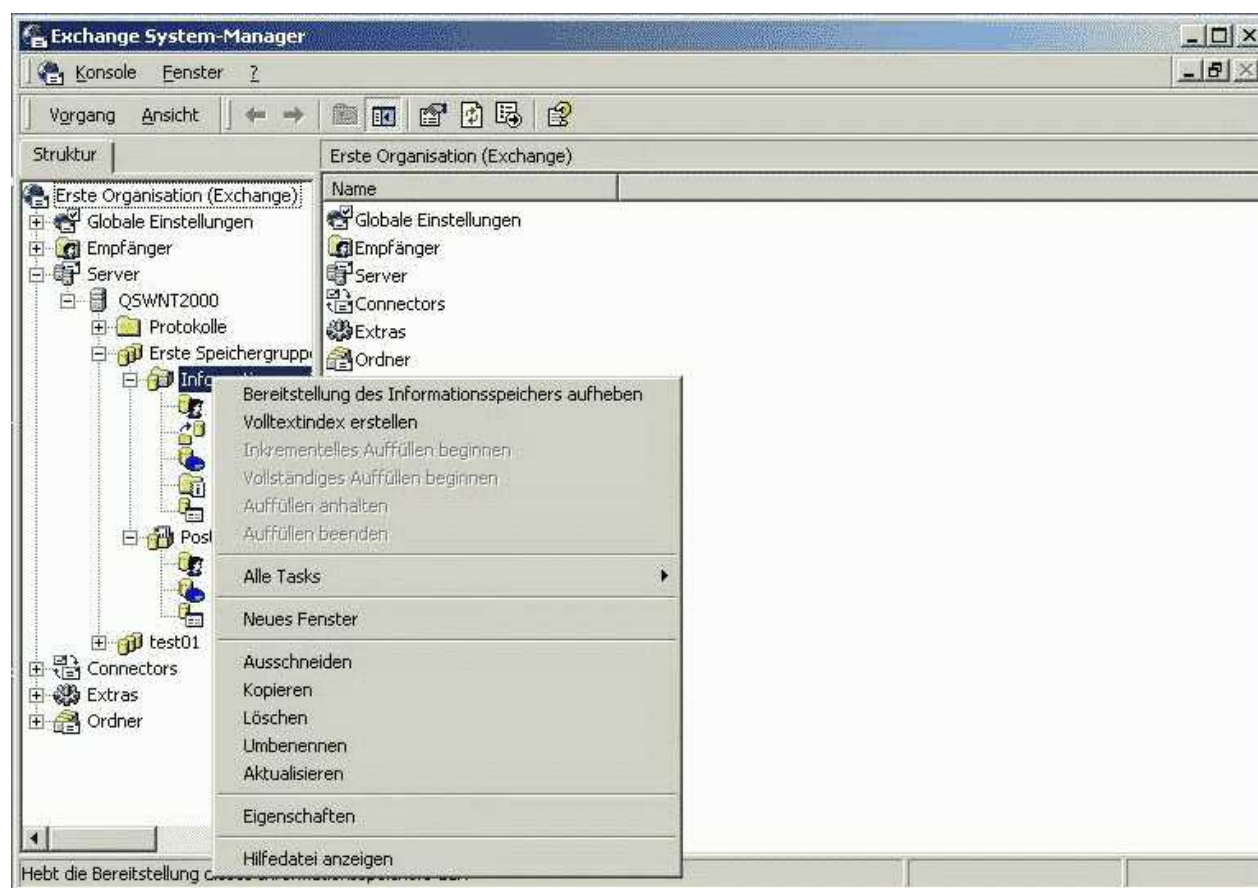 Exchange System-Manager
Konsole Fenster ?
Vorgang Ansicht
Struktur
Erste Organisation (Exchange)
Erste Organisation (Exchange)
Globale Einstellungen
Empfänger
Server
QSWNT2000
Protokolle
Erste Speichergrupp
test01
Connectors
Extras
Ordner
Name
Globale Einstellungen
Empfänger
Server
Connectors
Extras
Ordner
Bereitstellung des Informationsspeichers aufheben
Volltextindex erstellen
Inkrementelles Auffüllen beginnen
Vollständiges Auffüllen beginnen
Auffüllen anhalten
Auffüllen beenden
Alle Tasks
Neues Fenster
Ausschneiden
Kopieren
Löschen
Umbenennen
Aktualisieren
Eigenschaften
Hilfedatei anzeigen
Hebt die Bereitstellung